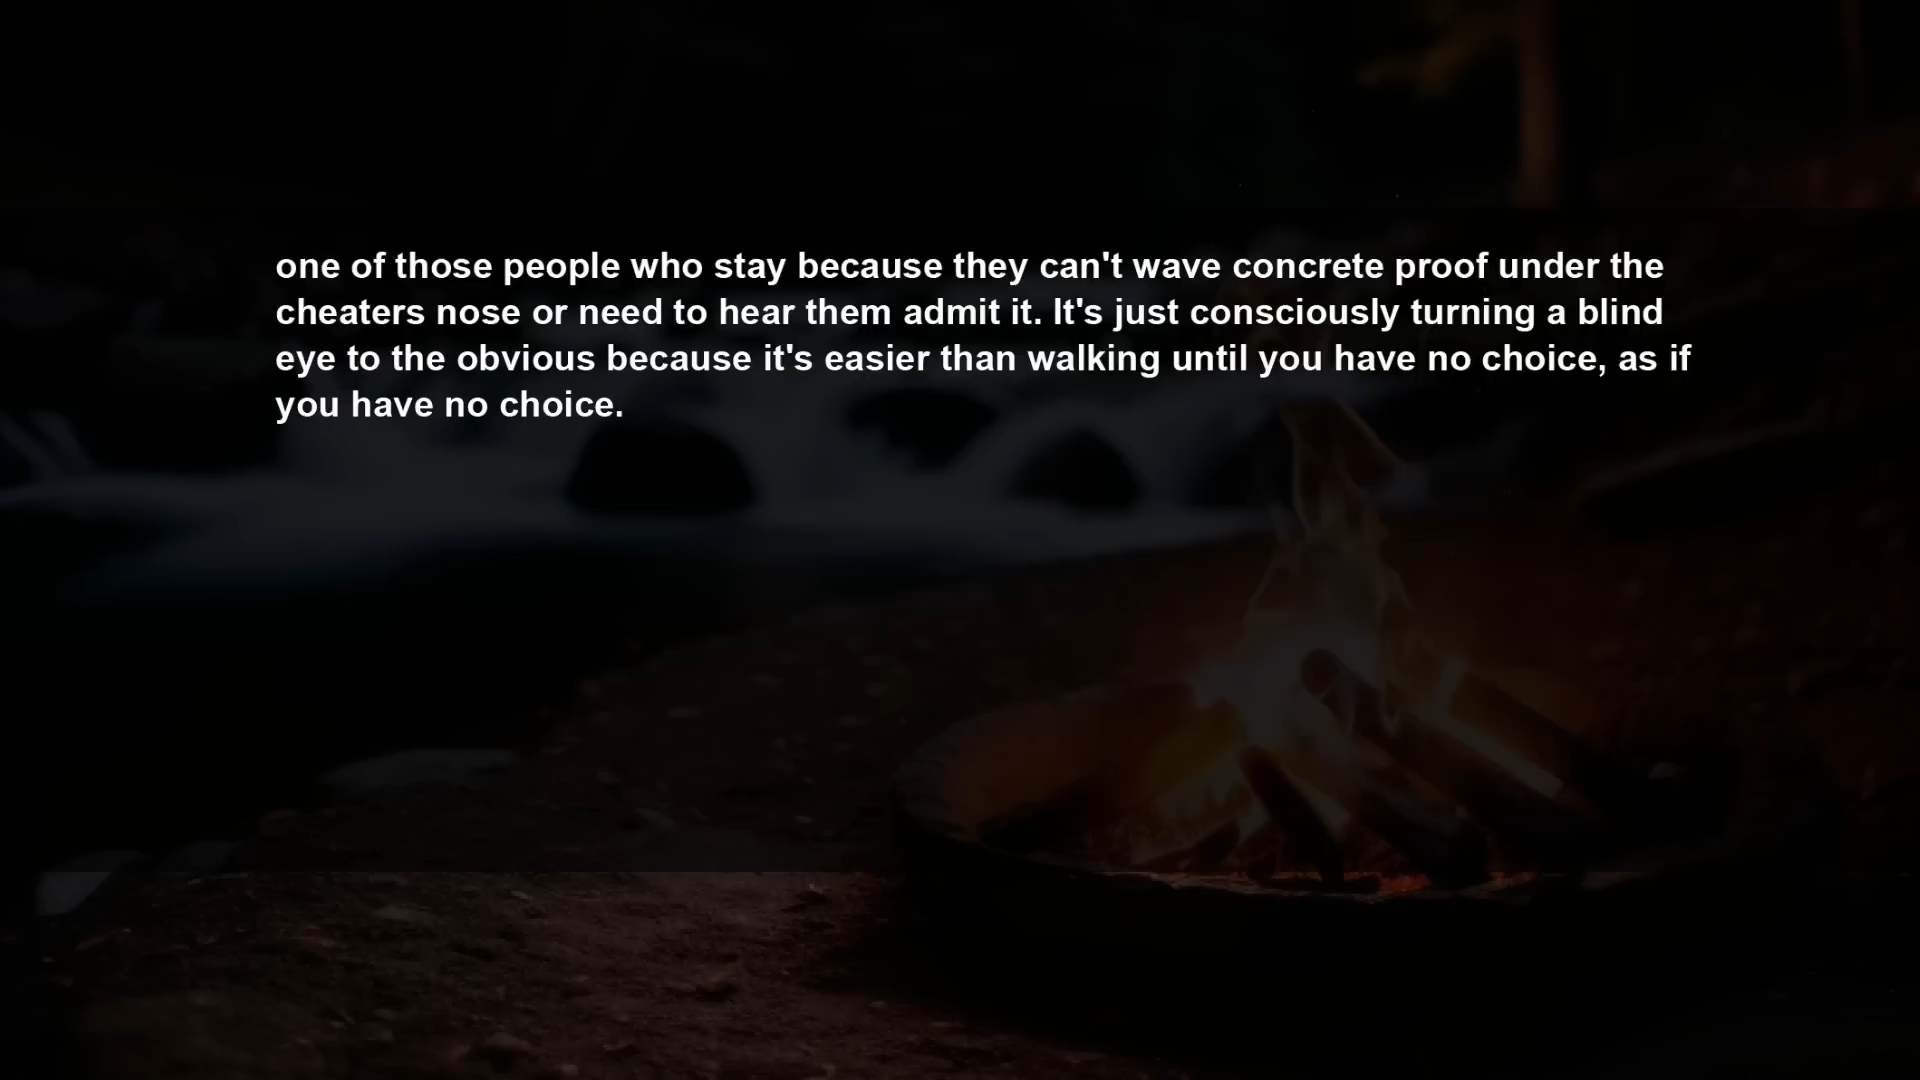 one of those people who stay because they can't wave concrete proof under the
cheaters nose or need to hear them admit it. It's just consciously turning a blind
eye to the obvious because it's easier than walking until you have no choice, as if
you have no choice.